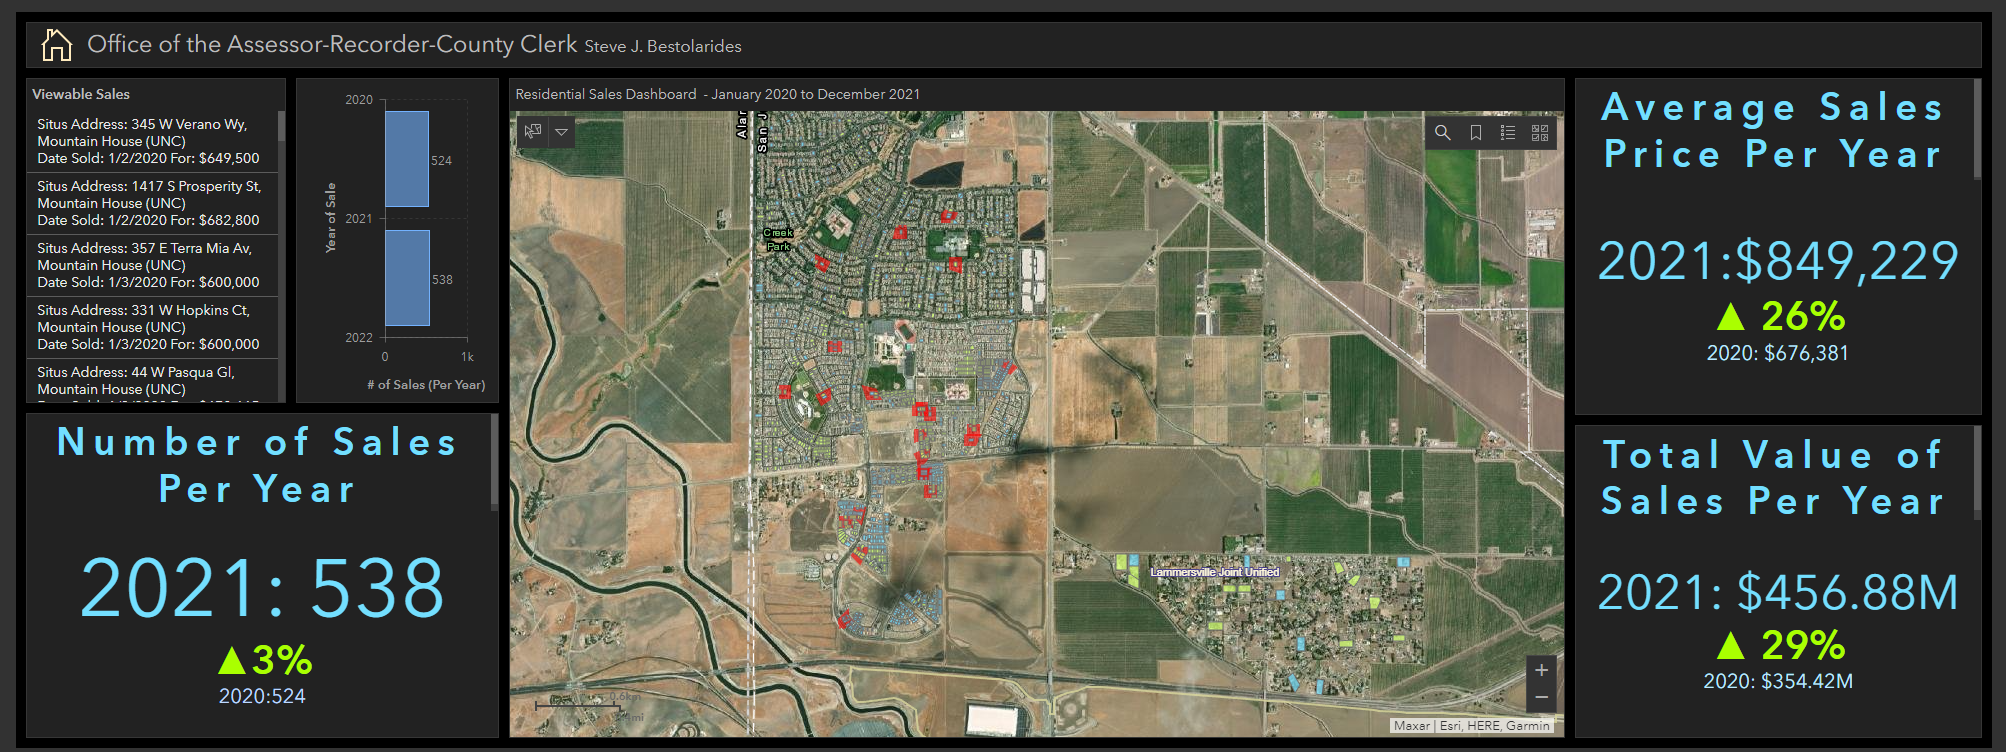 Office of the Assessor-Recorder-County Clerk Steve J. Bestolarides
Viewable Sales
Situs Address: 345 W Verano Wy,
Mountain House (UNC)
Date Sold: 1/2/2020 For: $649,500
Situs Address: 1417 S Prosperity St,
Mountain House (UNC)
Date Sold: 1/2/2020 For: $682,800
Situs Address: 357 E Terra Mia Av,
Mountain House (UNC)
Date Sold: 1/3/2020 For: $600,000
Situs Address: 331 W Hopkins Ct,
Mountain House (UNC)
Date Sold: 1/3/2020 For: $600,000
Situs Address: 44 W Pasqua Gl,
Mountain House (UNC)
2020
524
Year of Sale
2021
538
2022
0 1k
# of Sales (Per Year)
Number of Sales
Per Year
2021: 538
▲3%
2020:524
Residential Sales Dashboard - January 2020 to December 2021
Alar
San J
Creek
Park
Lammersville Joint Unified
0.6km
Maxar | Esri, HERE, Garmin
Average Sales
Price Per Year
2021:$849,229
▲ 26%
2020: $676,381
Total Value of
Sales Per Year
2021: $456.88M
▲ 29%
2020: $354.42M